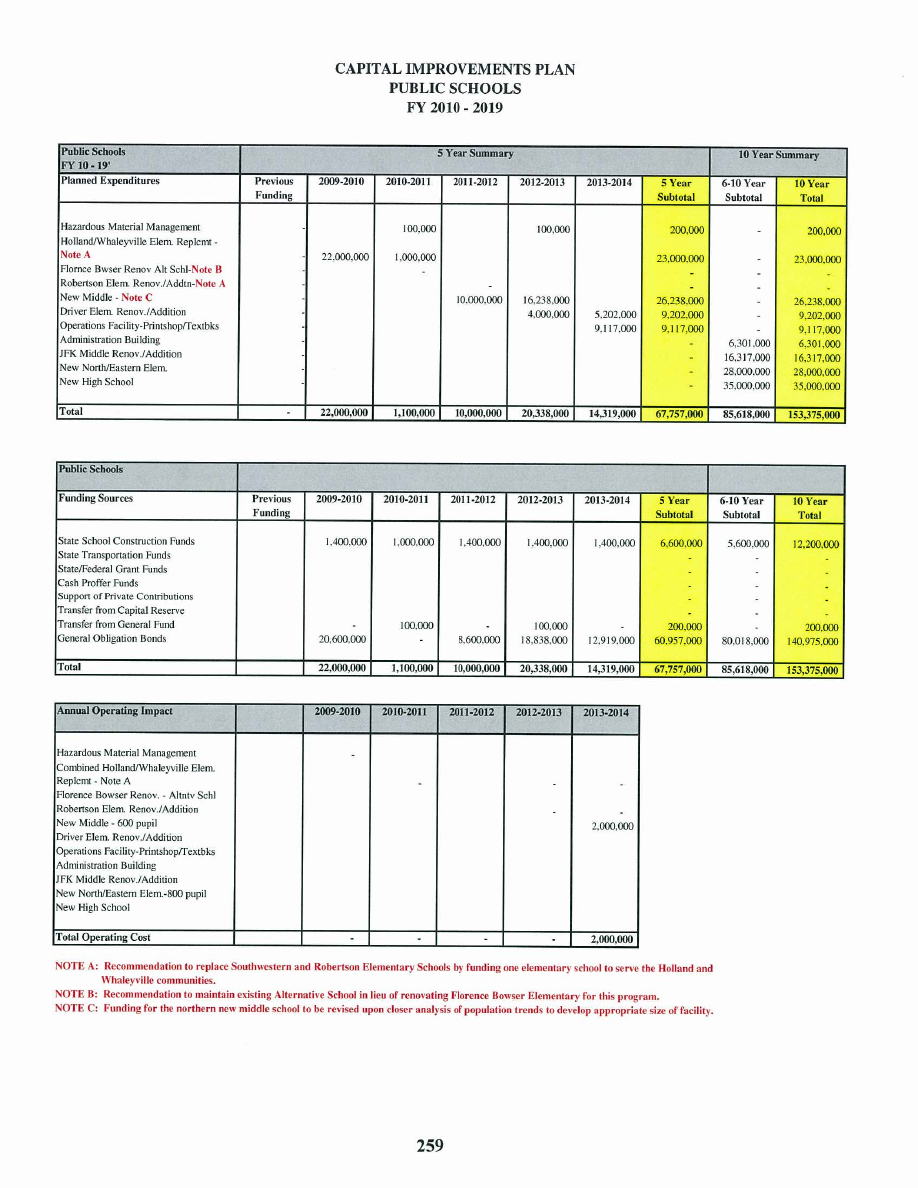 CAPITAL IMPROVEMENTS PLAN
PUBLIC SCHOOLS
FY 2010 - 2019
Public Schools 5 Year Summary 10 Year Summary
FY 10 - 19'
Planned Expenditures Previous 2009-2010 2010-2011 2011-2012 2012-2013 2013-2014 5 Year 6-10 Year 10 Year
Funding Subtotal Subtotal Total
Hazardous Material Management - 100,000 100,000 200,000 - 200,000
Holland/Whaleyville Elem. Replcmt -
Note A - 22,000,000 1,000,000 23,000,000 - 23,000,000
Flornce Bwser Renov Alt Schl-Note B - - - - -
Robertson Elem. Renov./Addtn-Note A - - - - -
New Middle - Note C - 10,000,000 16,238,000 26,238,000 - 26,238,000
Driver Elem. Renov./Addition - 4,000,000 5,202,000 9,202,000 - 9,202,000
Operations Facility-Printshop/Textbks - 9,117,000 9,117,000 - 9,117,000
Administration Building - - 6,301,000 6,301,000
JFK Middle Renov./Addition - - 16,317,000 16,317,000
New North/Eastern Elem. - - 28,000,000 28,000,000
New High School - - 35,000,000 35,000,000
Total - 22,000,000 1,100,000 10,000,000 20,338,000 14,319,000 67,757,000 85,618,000 153,375,000
Public Schools
Funding Sources Previous 2009-2010 2010-2011 2011-2012 2012-2013 2013-2014 5 Year 6-10 Year 10 Year
Funding Subtotal Subtotal Total
State School Construction Funds 1,400,000 1,000,000 1,400,000 1,400,000 1,400,000 6,600,000 5,600,000 12,200,000
State Transportation Funds - - -
State/Federal Grant Funds - - -
Cash Proffer Funds - - -
Support of Private Contributions - - -
Transfer from Capital Reserve - - -
Transfer from General Fund - 100,000 - 100,000 - 200,000 - 200,000
General Obligation Bonds 20,600,000 - 8,600,000 18,838,000 12,919,000 60,957,000 80,018,000 140,975,000
Total 22,000,000 1,100,000 10,000,000 20,338,000 14,319,000 67,757,000 85,618,000 153,375,000
Annual Operating Impact 2009-2010 2010-2011 2011-2012 2012-2013 2013-2014
Hazardous Material Management -
Combined Holland/Whaleyville Elem.
Replcmt - Note A - - -
Florence Bowser Renov. - Altntv Schl
Robertson Elem. Renov./Addition - -
New Middle - 600 pupil 2,000,000
Driver Elem. Renov./Addition
Operations Facility-Printshop/Textbks
Administration Building
JFK Middle Renov./Addition
New North/Eastern Elem.-800 pupil
New High School
Total Operating Cost - - - - 2,000,000
NOTE A: Recommendation to replace Southwestern and Robertson Elementary Schools by funding one elementary school to serve the Holland and
Whaleyville communities.
NOTE B: Recommendation to maintain existing Alternative School in lieu of renovating Florence Bowser Elementary for this program.
NOTE C: Funding for the northern new middle school to be revised upon closer analysis of population trends to develop appropriate size of facility.
259